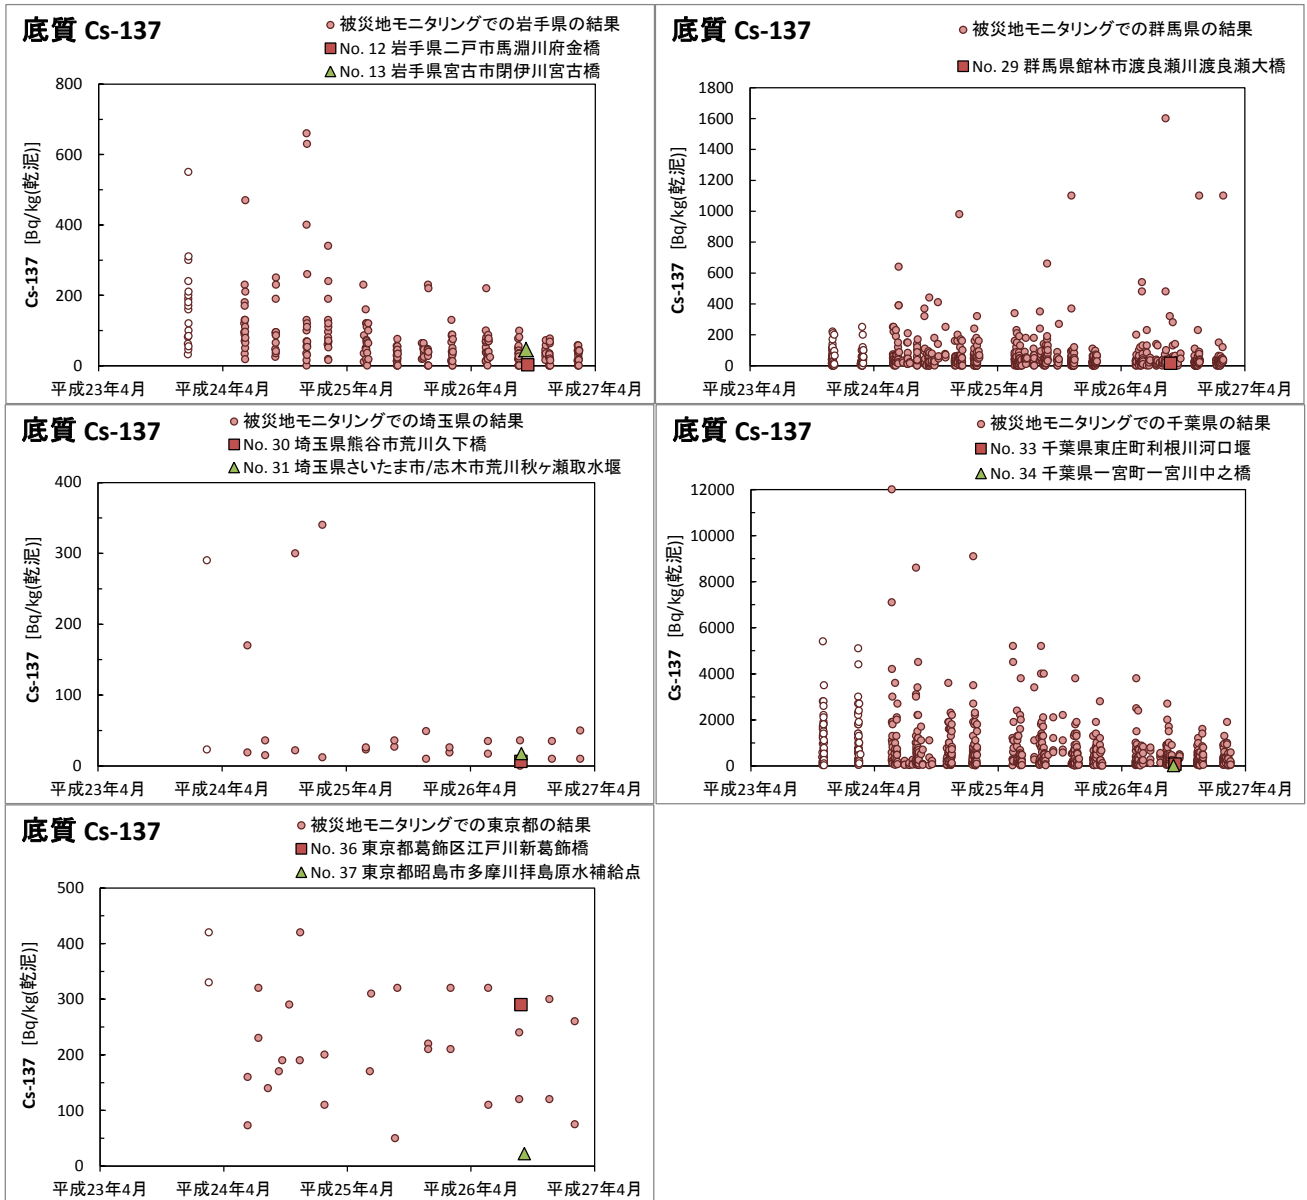 底質 Cs-137
被災地モニタリングでの岩手県の結果
No. 12 岩手県二戸市馬淵川府金橋
No. 13 岩手県宮古市閉伊川宮古橋
Cs-137 [Bq/kg(乾泥)]
800
600
400
200
0
平成23年4月 平成24年4月 平成25年4月 平成26年4月 平成27年4月
底質 Cs-137
被災地モニタリングでの群馬県の結果
No. 29 群馬県館林市渡良瀬川渡良瀬大橋
Cs-137 [Bq/kg(乾泥)]
1800
1600
1400
1200
1000
800
600
400
200
0
平成23年4月 平成24年4月 平成25年4月 平成26年4月 平成27年4月
底質 Cs-137
被災地モニタリングでの埼玉県の結果
No. 30 埼玉県熊谷市荒川久下橋
No. 31 埼玉県さいたま市/志木市荒川秋ヶ瀬取水堰
Cs-137 [Bq/kg(乾泥)]
400
300
200
100
0
平成23年4月 平成24年4月 平成25年4月 平成26年4月 平成27年4月
底質 Cs-137
被災地モニタリングでの千葉県の結果
No. 33 千葉県東庄町利根川河口堰
No. 34 千葉県一宮町一宮川中之橋
Cs-137 [Bq/kg(乾泥)]
12000
10000
8000
6000
4000
2000
0
平成23年4月 平成24年4月 平成25年4月 平成26年4月 平成27年4月
底質 Cs-137
被災地モニタリングでの東京都の結果
No. 36 東京都葛飾区江戸川新葛飾橋
No. 37 東京都昭島市多摩川拝島原水補給点
Cs-137 [Bq/kg(乾泥)]
500
400
300
200
100
0
平成23年4月 平成24年4月 平成25年4月 平成26年4月 平成27年4月